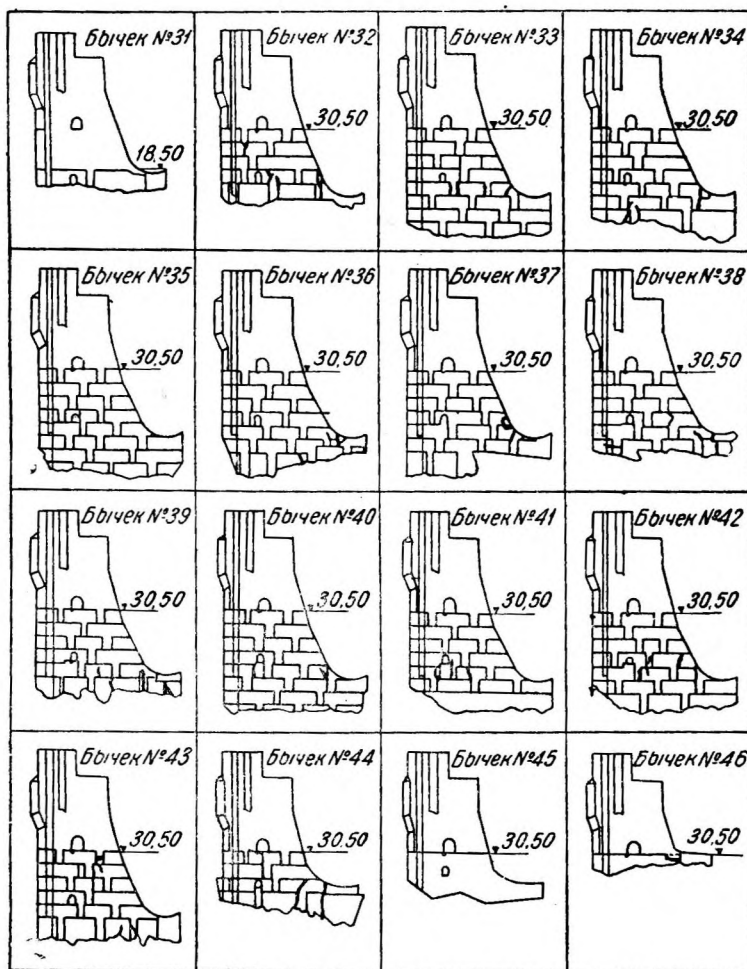 Бычек №31
18,50
Бычек №32
30,50
Бычек №33
30,50
Бычек №34
30,50
Бычек №35
30,50
Бычек №36
30,50
Бычек №37
30,50
Бычек №38
30,50
Бычек №39
30,50
Бычек №40
30,50
Бычек №41
30,50
Бычек №42
30,50
Бычек №43
30,50
Бычек №44
30,50
Бычек №45
30,50
Бычек №46
30,50